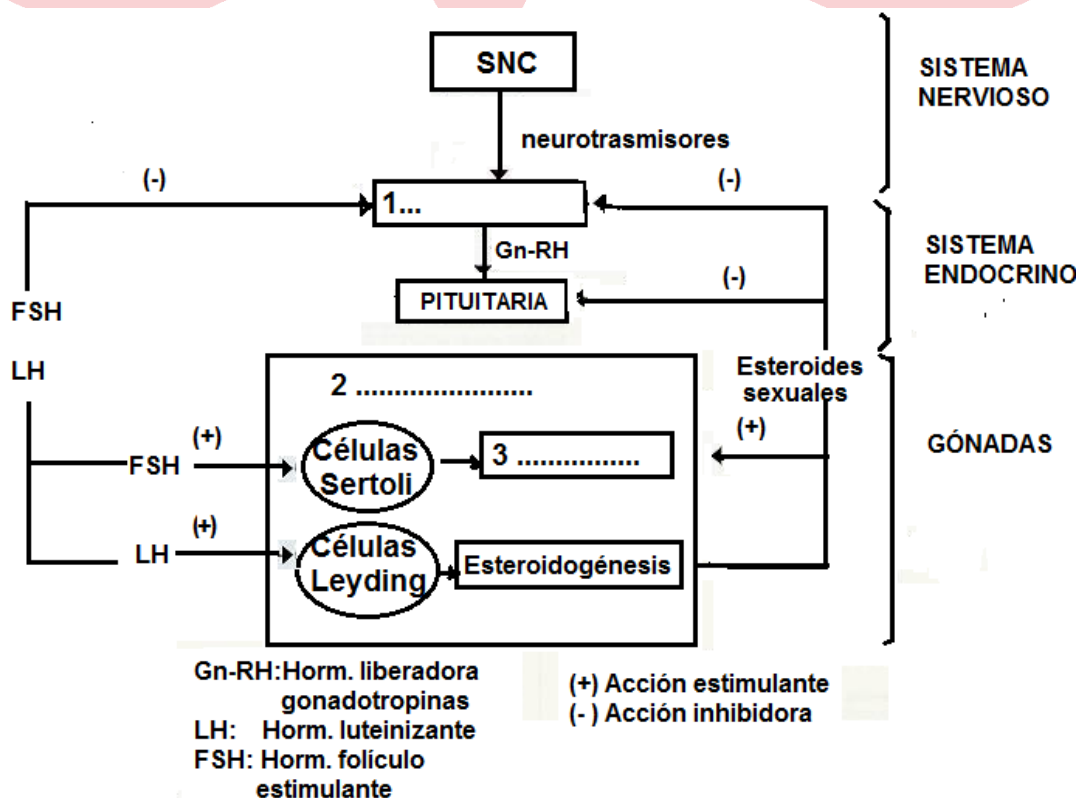 SNC
SISTEMA
NERVIOSO
neurotrasmisores
(-)
(-)
1...
Gn-RH
SISTEMA
ENDOCRINO
(-)
PITUITARIA
FSH
LH
Esteroides
sexuales
2 .......................
(+)
(+)
GÓNADAS
FSH
Células
Sertoli
3 ................
(+)
LH
Células
Leyding
Esteroidogénesis
Gn-RH:Horm. liberadora
gonadotropinas
LH: Horm. luteinizante
FSH: Horm. folículo
estimulante
(+) Acción estimulante
(-) Acción inhibidora